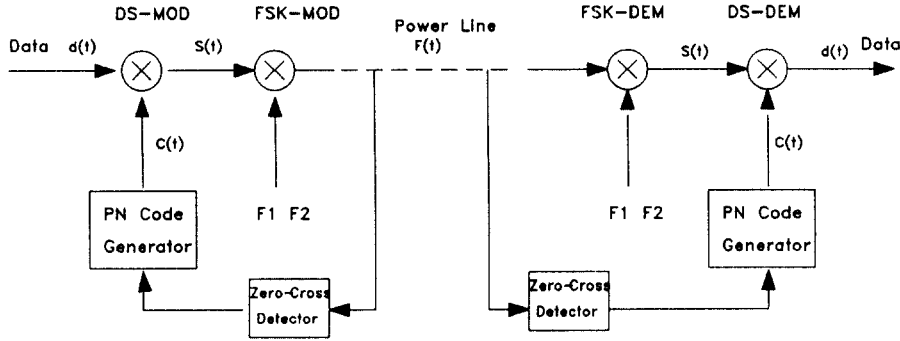 DS-MOD
FSK-MOD
Power Line
F(t)
FSK-DEM
DS-DEM
Data d(t)
S(t)
S(t)
d(t) Data
C(t)
C(t)
PN Code
Generator
F1 F2
F1 F2
PN Code
Generator
Zero-Cross
Detector
Zero-Cross
Detector